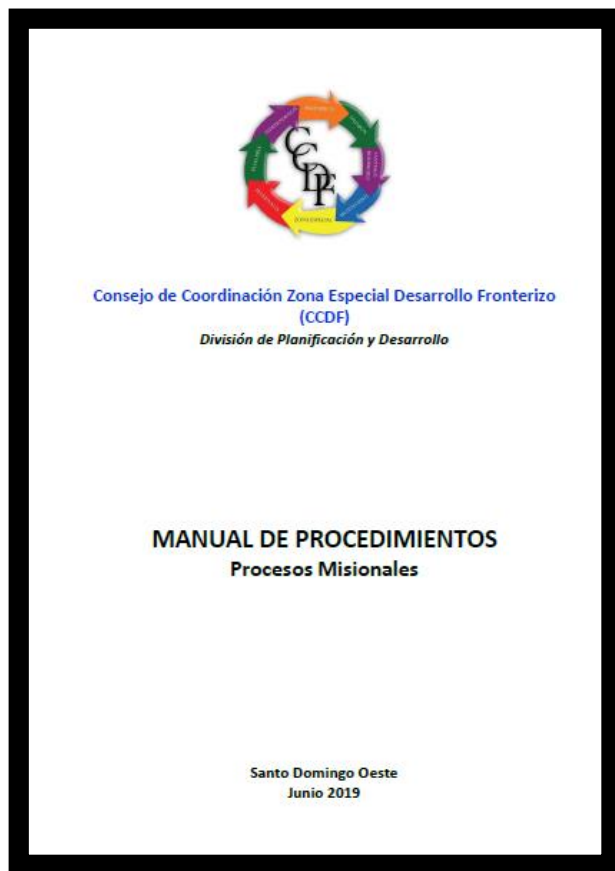 CCDF
Consejo de Coordinación Zona Especial Desarrollo Fronterizo
(CCDF)
División de Planificación y Desarrollo
MANUAL DE PROCEDIMIENTOS
Procesos Misionales
Santo Domingo Oeste
Junio 2019